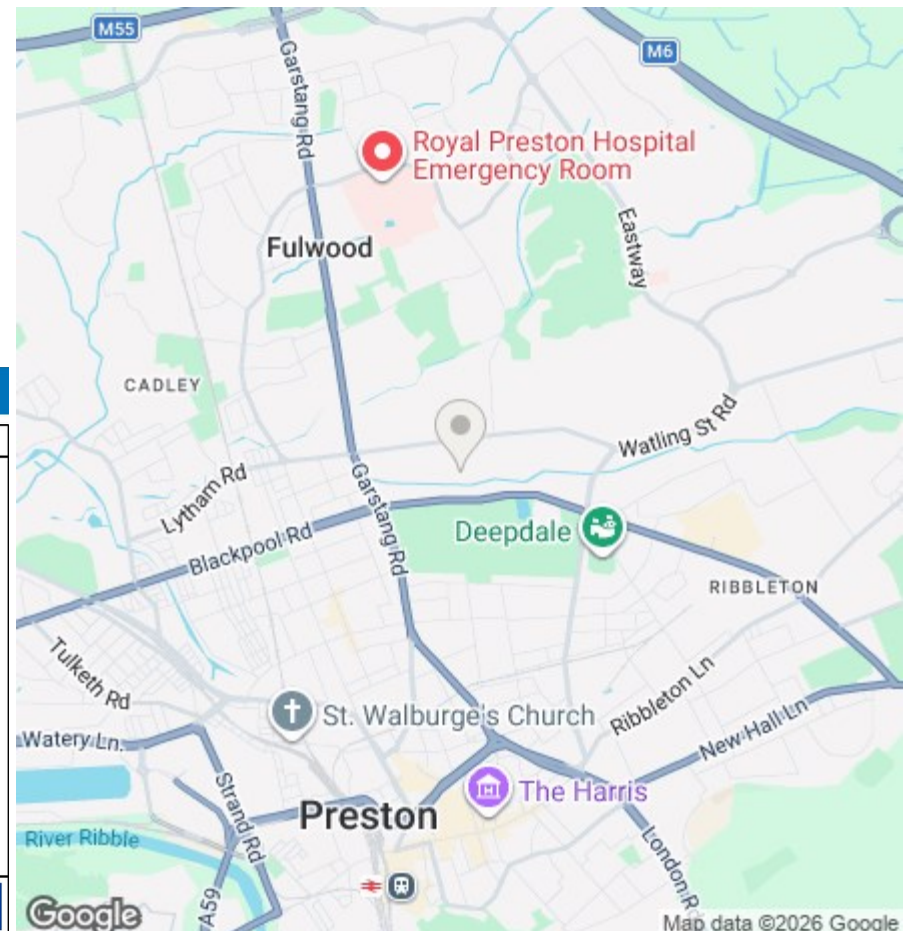 M55
M6
Garstang Rd
Royal Preston Hospital
Emergency Room
Eastway
Fulwood
CADLEY
Watling St Rd
Lytham Rd
Garstang Rd
Blackpool Rd
Deepdale
RIBBLETON
Tulketh Rd
Ribbleton Ln
St. Walburge's Church
New Hall Ln
Watery Ln.
Strand Rd
The Harris
Preston
River Ribble
London Rd
A59
Google
Map data ©2026 Google